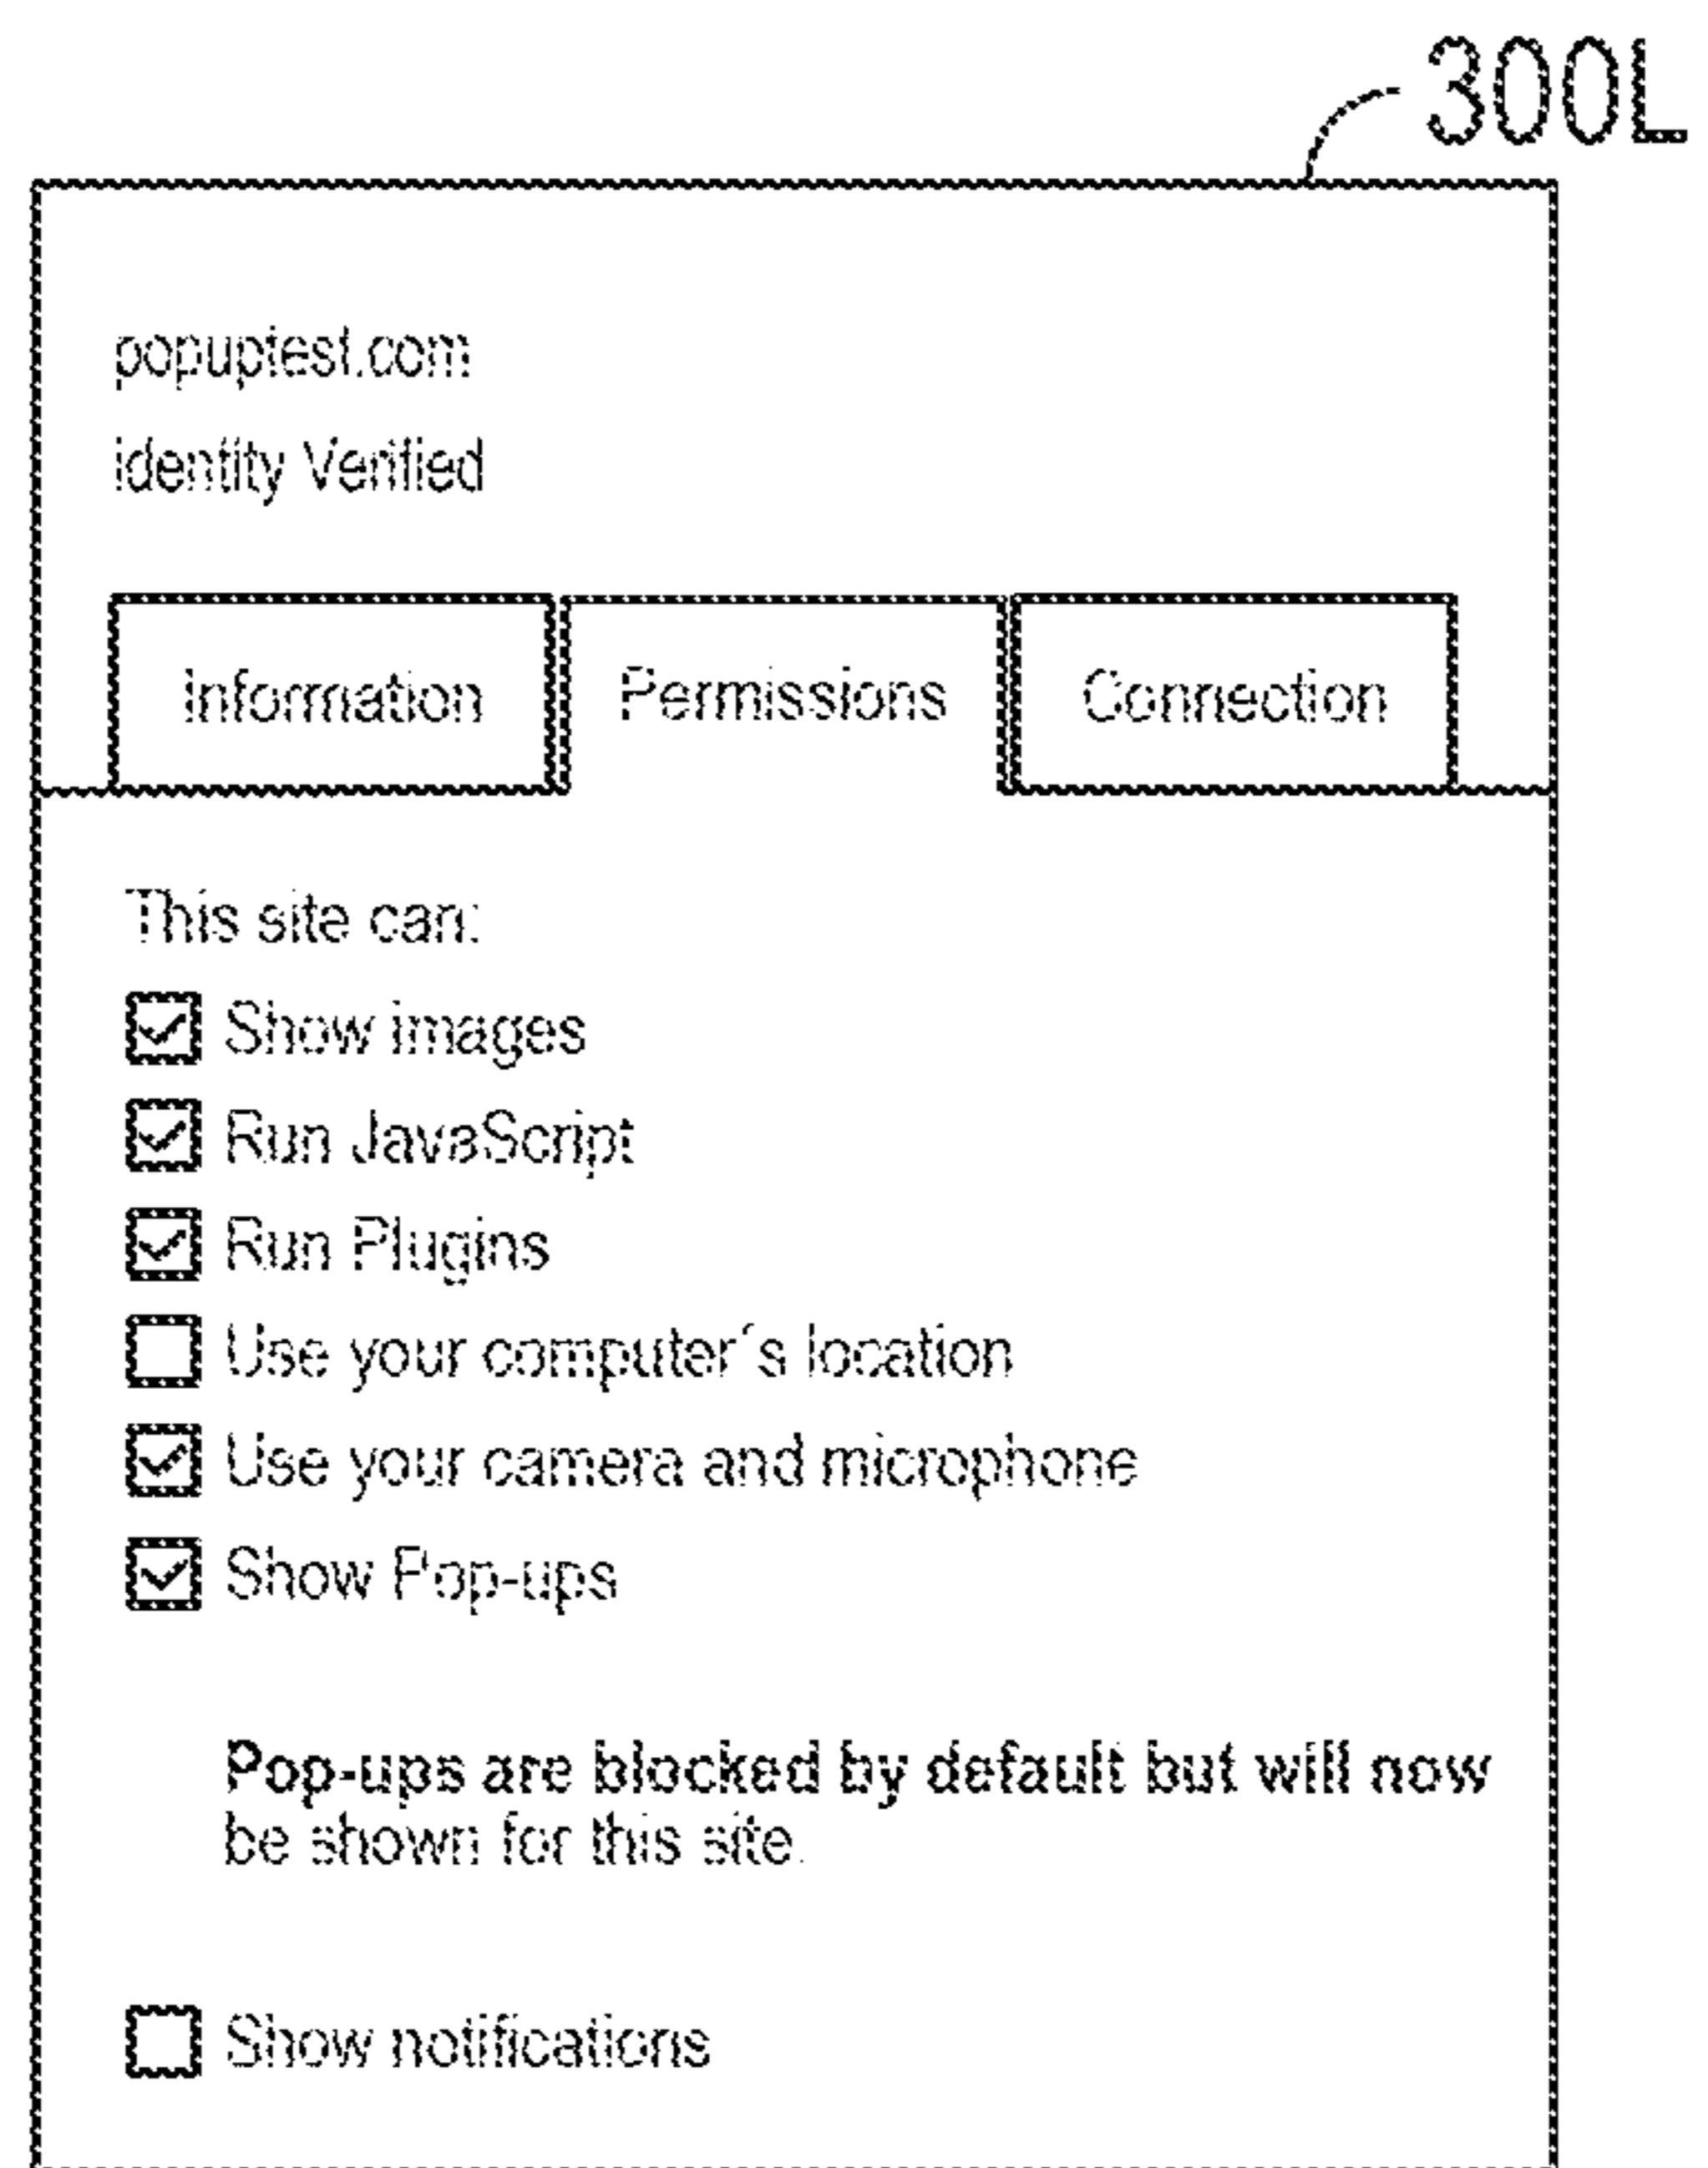 300L
popuptest.com
identity Verified
Information
Permissions
Connection
This site can:
Show images
Run JavaScript
Run Plugins
Use your computer´s location
Use your camera and microphone
Show Pop-ups
Pop-ups are blocked by default but will now
be shown for this site.
Show notifications